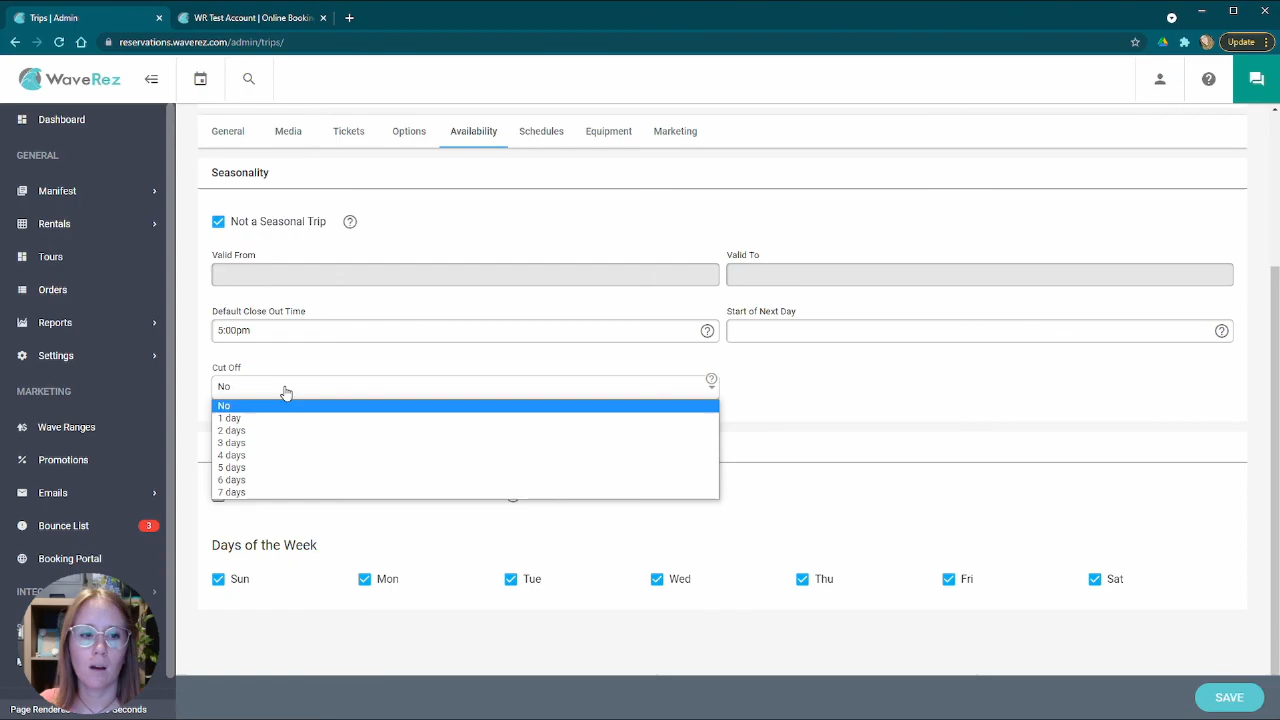 Trips | Admin
WR Test Account | Online Bookin
reservations.waverez.com/admin/trips/
Update
WaveRez
Dashboard
GENERAL
Manifest
Rentals
Tours
Orders
Reports
Settings
MARKETING
Wave Ranges
Promotions
Emails
Bounce List 3
Booking Portal
INTEG
Page Rendere
seconds
General Media Tickets Options Availability Schedules Equipment Marketing
Seasonality
Not a Seasonal Trip
Valid From Valid To
Default Close Out Time Start of Next Day
5:00pm
Cut Off
No
No
1 day
2 days
3 days
4 days
5 days
6 days
7 days
Days of the Week
Sun Mon Tue Wed Thu Fri Sat
SAVE